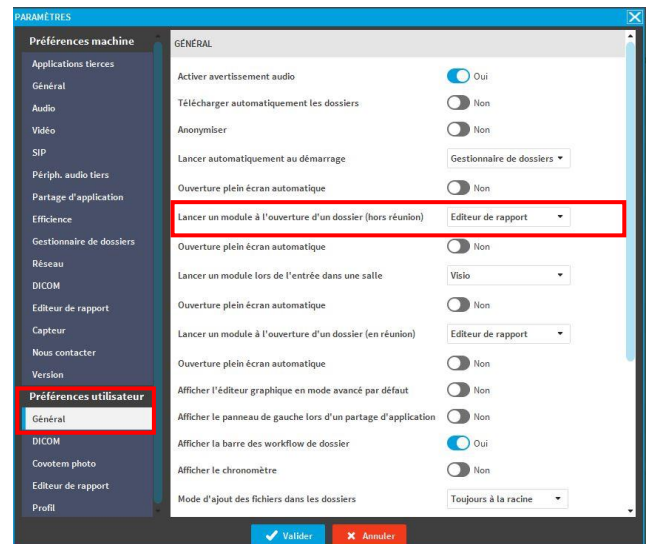 PARAMÈTRES
Préférences machine
Applications tierces
Général
Audio
Vidéo
SIP
Périph. audio tiers
Partage d'application
Efficience
Gestionnaire de dossiers
Réseau
DICOM
Editeur de rapport
Capteur
Nous contacter
Version
Préférences utilisateur
Général
DICOM
Covotem photo
Editeur de rapport
Profil
GÉNÉRAL
Activer avertissement audio Oui
Télécharger automatiquement les dossiers Non
Anonymiser Non
Lancer automatiquement au démarrage Gestionnaire de dossiers
Ouverture plein écran automatique Non
Lancer un module à l'ouverture d'un dossier (hors réunion) Editeur de rapport
Ouverture plein écran automatique Non
Lancer un module lors de l'entrée dans une salle Visio
Ouverture plein écran automatique Non
Lancer un module à l'ouverture d'un dossier (en réunion) Editeur de rapport
Ouverture plein écran automatique Non
Afficher l'éditeur graphique en mode avancé par défaut Non
Afficher le panneau de gauche lors d'un partage d'application Non
Afficher la barre des workflow de dossier Oui
Afficher le chronomètre Non
Mode d'ajout des fichiers dans les dossiers Toujours à la racine
Valider Annuler